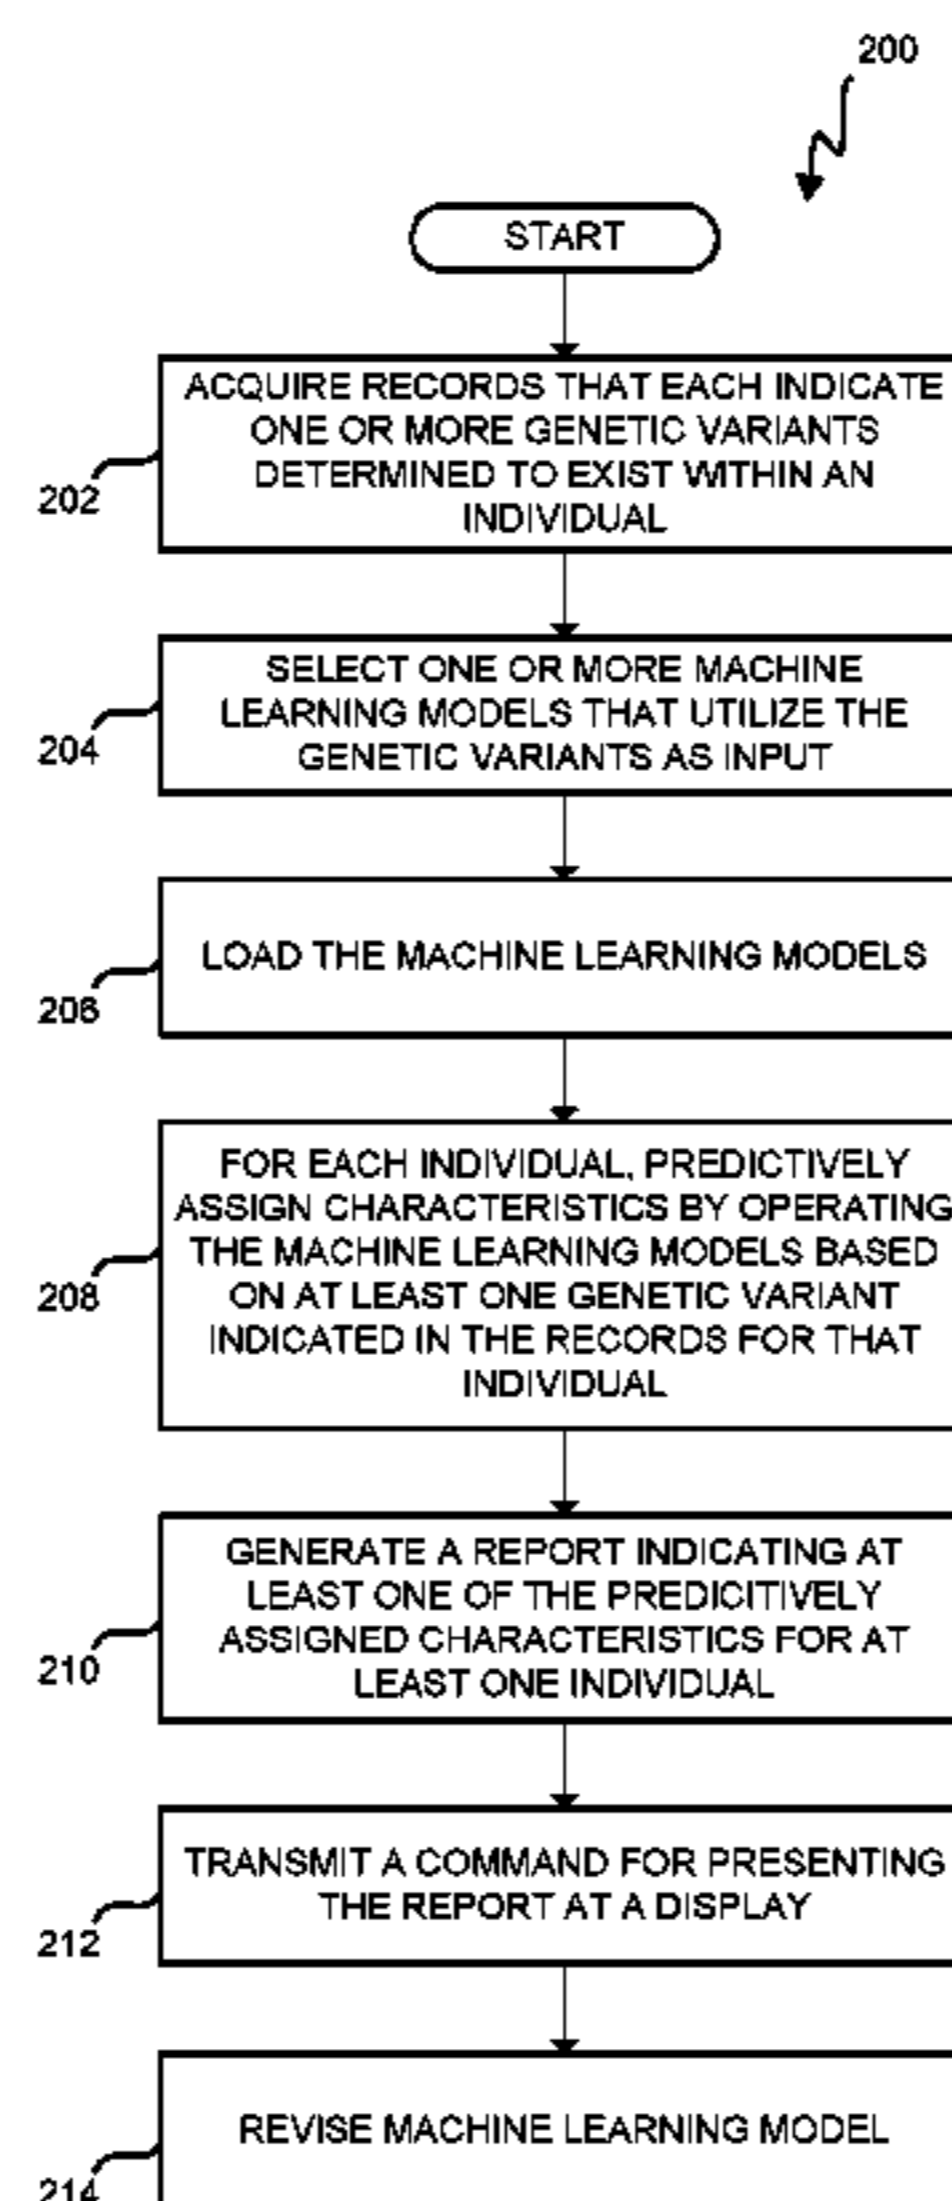 200
START
ACQUIRE RECORDS THAT EACH INDICATE
ONE OR MORE GENETIC VARIANTS
DETERMINED TO EXIST WITHIN AN
INDIVIDUAL
202
SELECT ONE OR MORE MACHINE
LEARNING MODELS THAT UTILIZE THE
GENETIC VARIANTS AS INPUT
204
LOAD THE MACHINE LEARNING MODELS
206
FOR EACH INDIVIDUAL, PREDICTIVELY
ASSIGN CHARACTERISTICS BY OPERATING
THE MACHINE LEARNING MODELS BASED
ON AT LEAST ONE GENETIC VARIANT
INDICATED IN THE RECORDS FOR THAT
INDIVIDUAL
208
GENERATE A REPORT INDICATING AT
LEAST ONE OF THE PREDICITIVELY
ASSIGNED CHARACTERISTICS FOR AT
LEAST ONE INDIVIDUAL
210
TRANSMIT A COMMAND FOR PRESENTING
THE REPORT AT A DISPLAY
212
REVISE MACHINE LEARNING MODEL
214